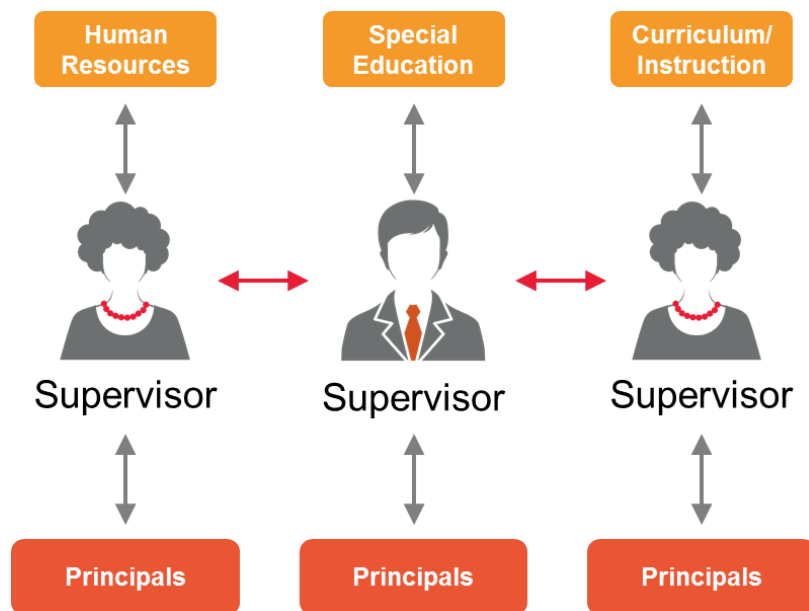 Human
Resources
Special
Education
Curriculum/
Instruction
Supervisor
Supervisor
Supervisor
Principals
Principals
Principals